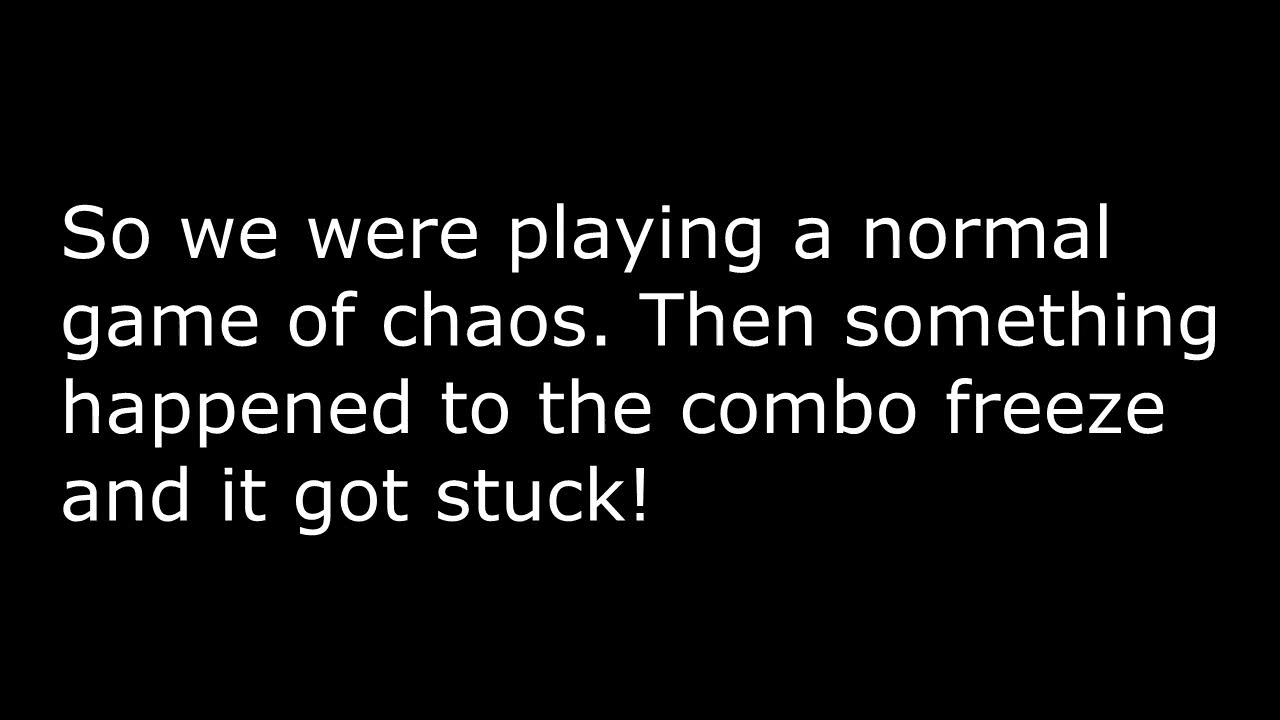 So we were playing a normal
game of chaos. Then something
happened to the combo freeze
and it got stuck!